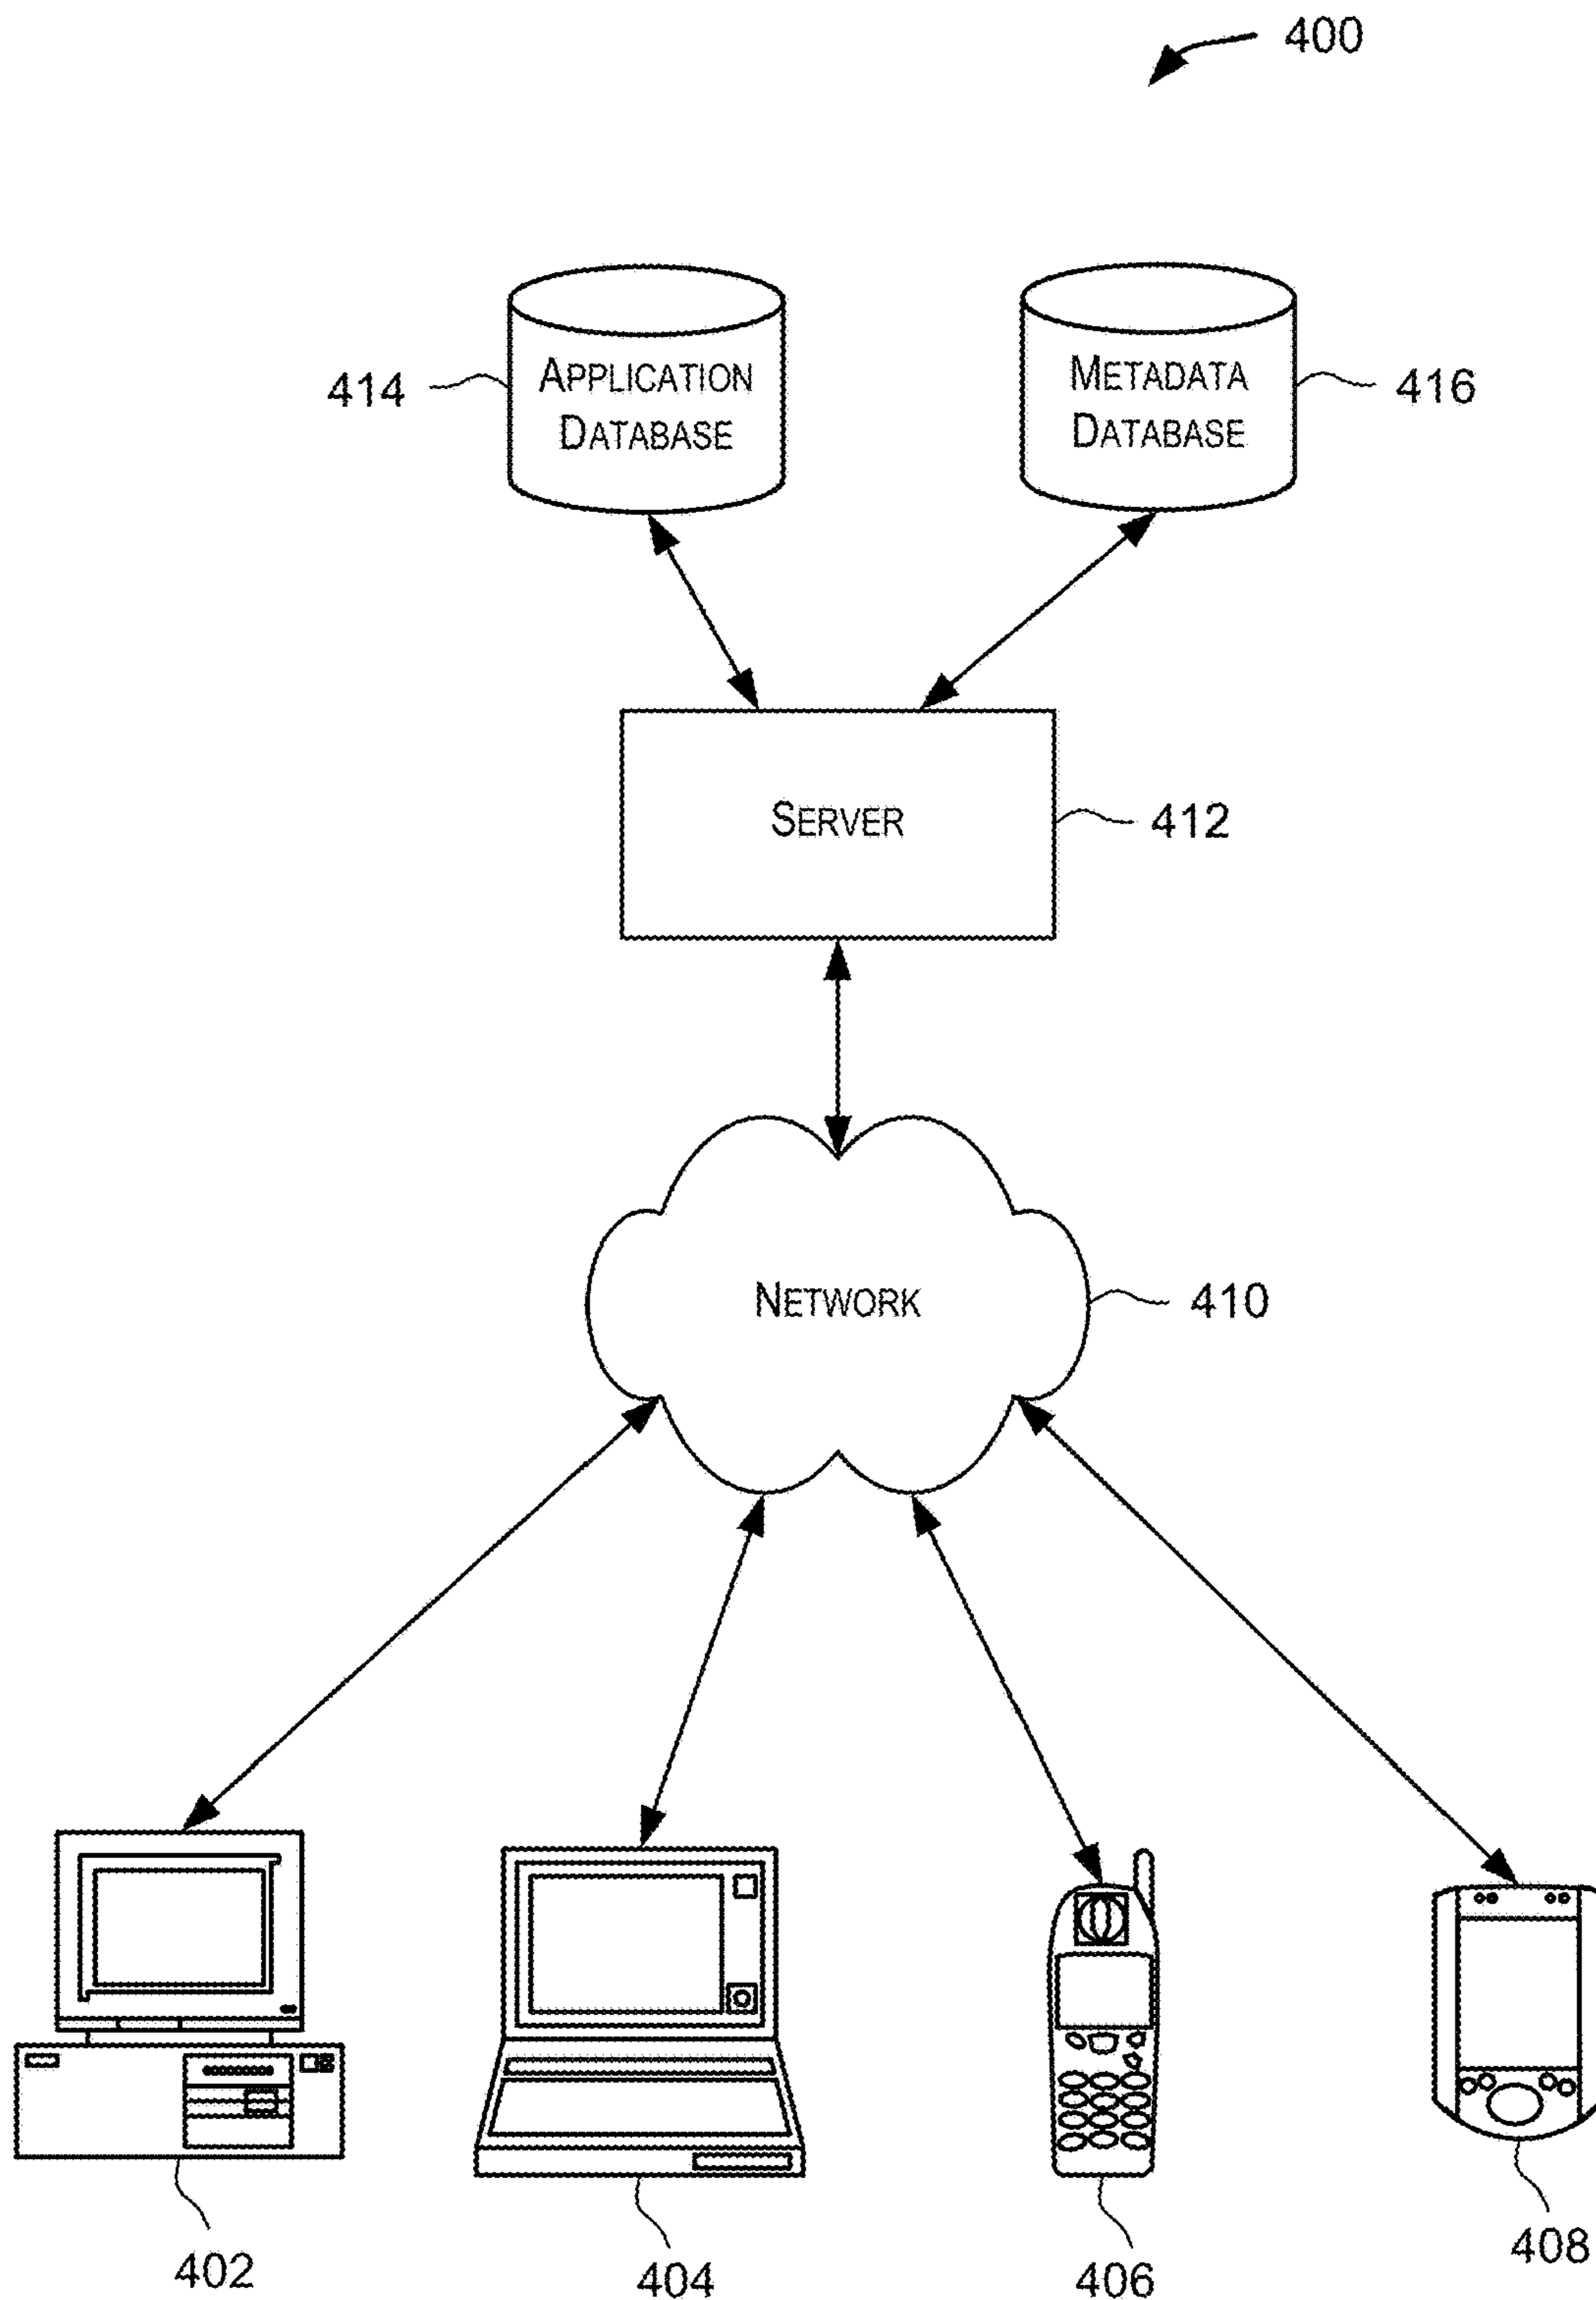 400
APPLICATION
DATABASE
414
METADATA
DATABASE
416
SERVER
412
NETWORK
410
402
404
406
408